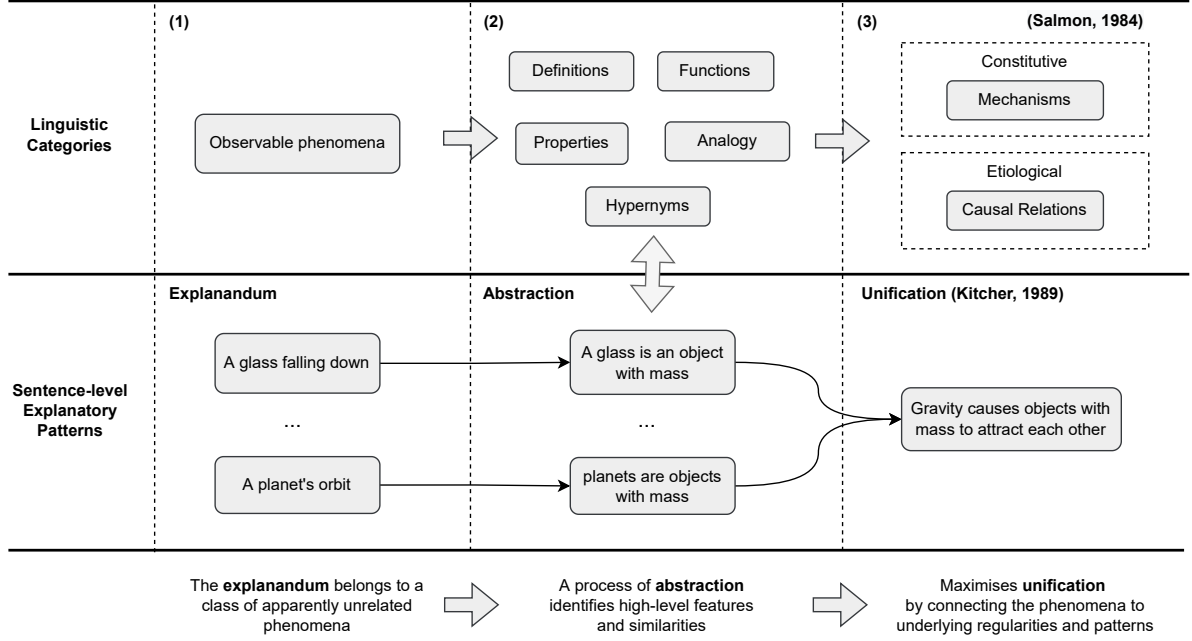 (1)
(2)
(3)
(Salmon, 1984)
Linguistic
Categories
Observable phenomena
Definitions
Functions
Properties
Analogy
Hypernyms
Constitutive
Mechanisms
Etiological
Causal Relations
Sentence-level
Explanatory
Patterns
Explanandum
A glass falling down
...
A planet's orbit
Abstraction
A glass is an object
with mass
...
planets are objects
with mass
Unification (Kitcher, 1989)
Gravity causes objects with
mass to attract each other
The explanandum belongs to a
class of apparently unrelated
phenomena
A process of abstraction
identifies high-level features
and similarities
Maximises unification
by connecting the phenomena to
underlying regularities and patterns